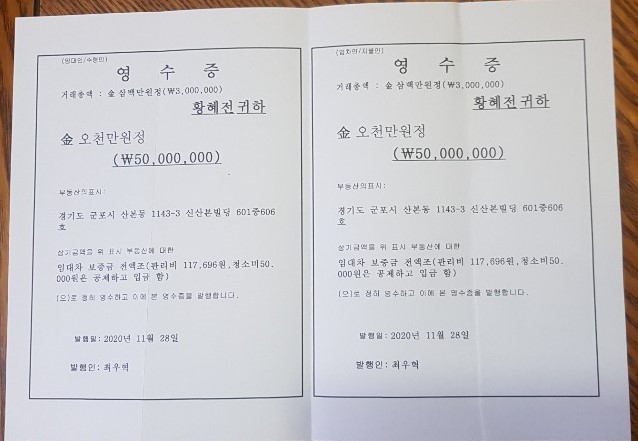 (임대인/수령인)
영 수 증
거래총액 : 金 삼백만원정(₩3,000,000)
황혜전 귀하
金 오천만원정
(₩50,000,000)
부동산의표시:
경기도 군포시 산본동 1143-3 신산본빌딩 601중606
호
상기금액을 위 표시 부동산에 대한
임대차 보증금 전액조(관리비 117,696원,청소비50.
000원은 공제하고 입금 함)
(으)로 정히 영수하고 이에 본 영수증을 발행합니다.
발행일: 2020년 11월 28일
발행인: 최우혁
(임차인/지불인)
영 수 증
거래총액 : 金 삼백만원정(₩3,000,000)
황혜전 귀하
金 오천만원정
(₩50,000,000)
부동산의표시:
경기도 군포시 산본동 1143-3 신산본빌딩 601중606
호
상기금액을 위 표시 부동산에 대한
임대차 보증금 전액조(관리비 117,696원,청소비50.
000원은 공제하고 입금 함)
(으)로 정히 영수하고 이에 본 영수증을 발행합니다.
발행일: 2020년 11월 28일
발행인: 최우혁